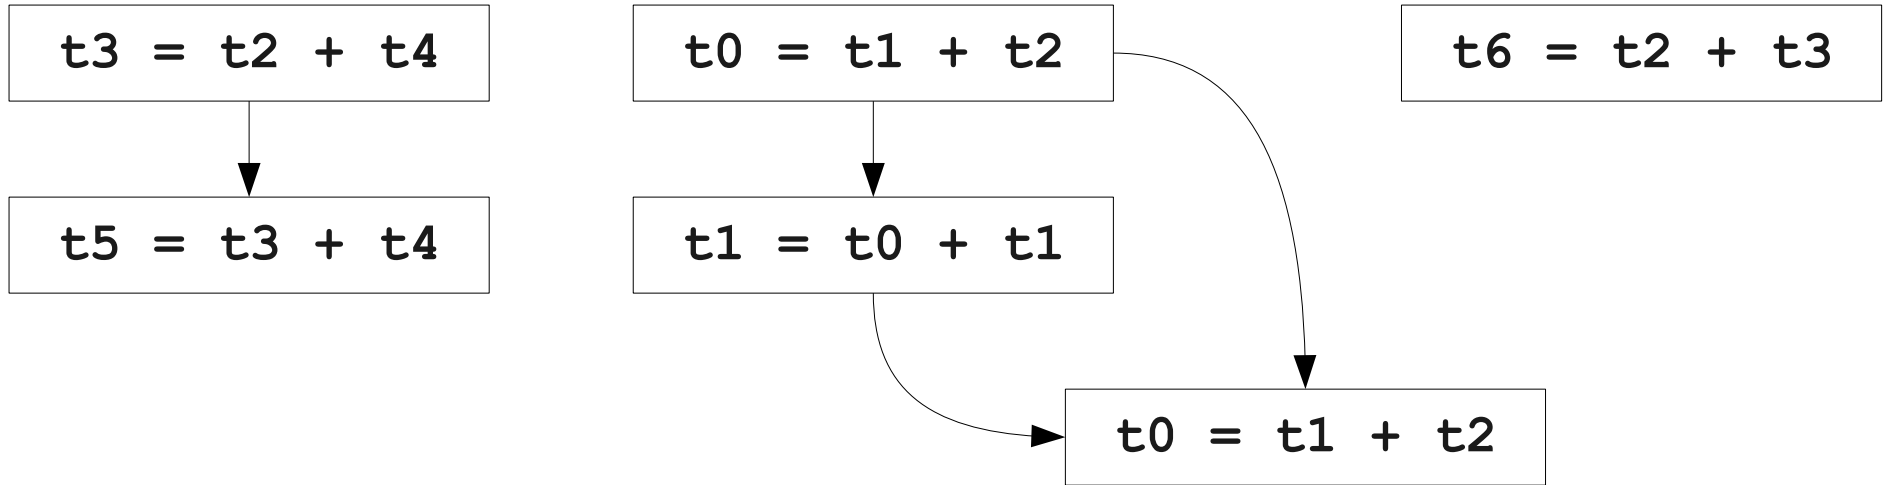 t3 = t2 + t4
t0 = t1 + t2
t6 = t2 + t3
t5 = t3 + t4
t1 = t0 + t1
t0 = t1 + t2